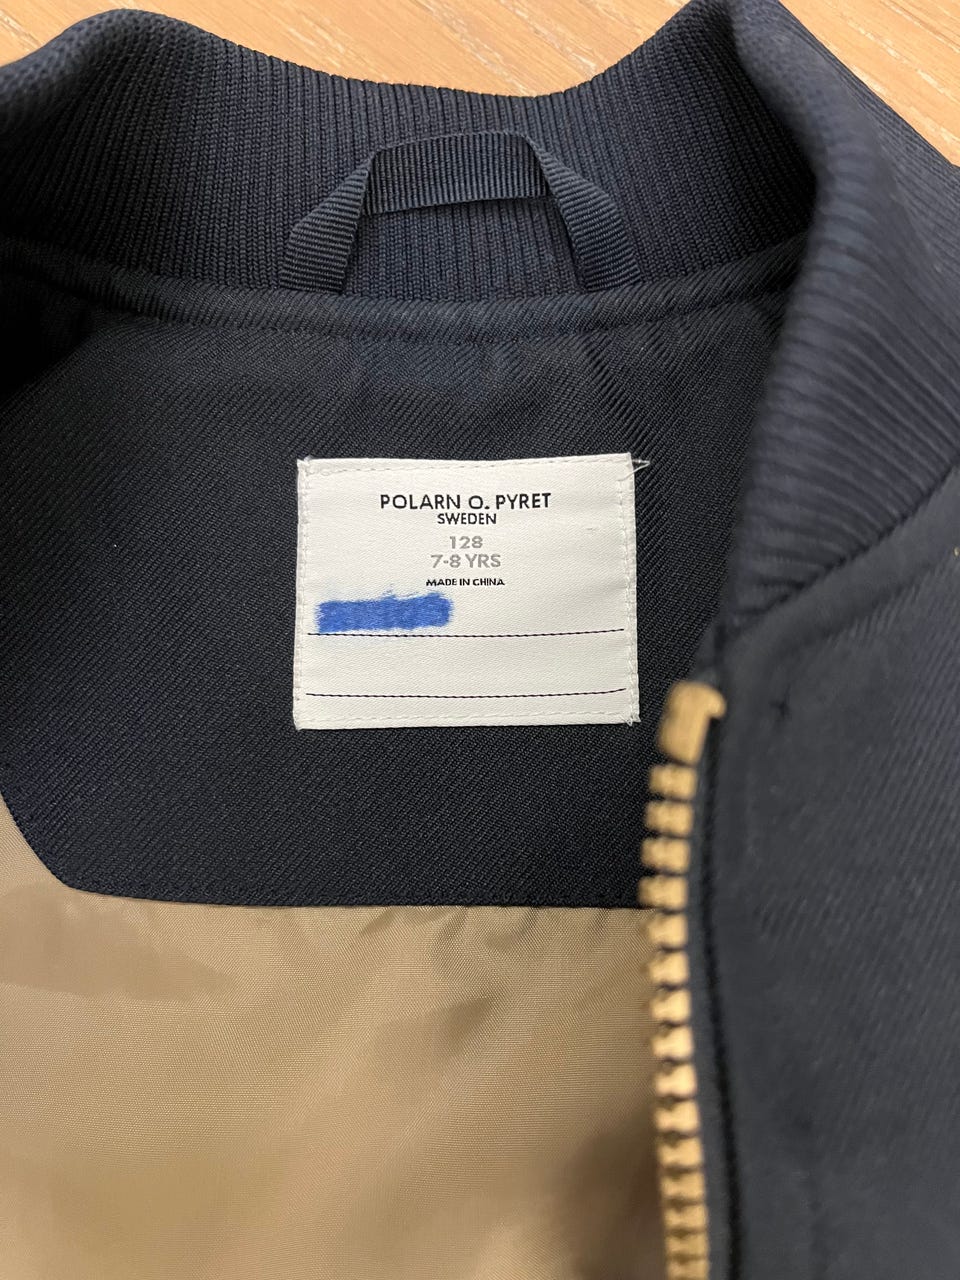 POLARN O. PYRET
SWEDEN
128
7-8 YRS
MADE IN CHINA